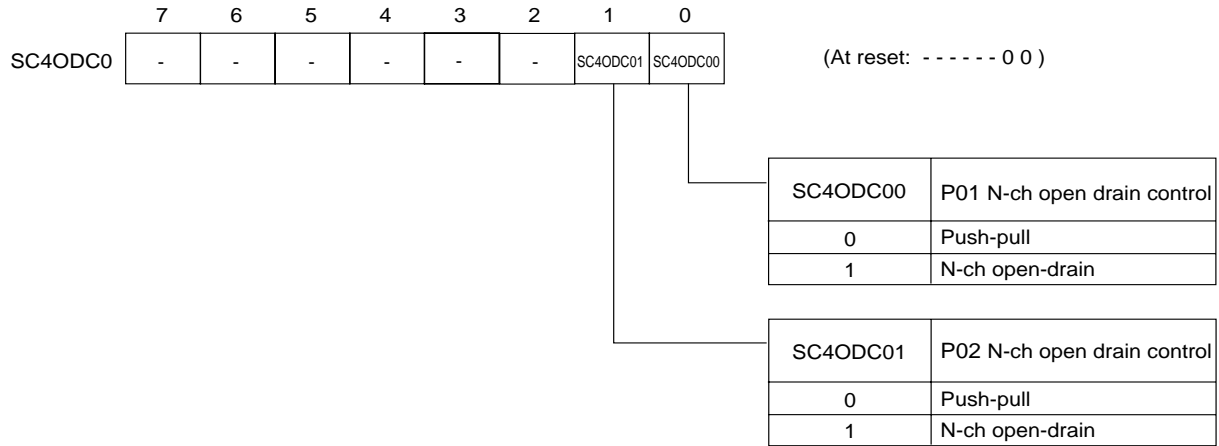 7 6 5 4 3 2 1 0
SC4ODC0 - - - - - - SC4ODC01 SC4ODC00 (At reset: - - - - - - 0 0 )
SC4ODC00 P01 N-ch open drain control
0 Push-pull
1 N-ch open-drain
SC4ODC01 P02 N-ch open drain control
0 Push-pull
1 N-ch open-drain